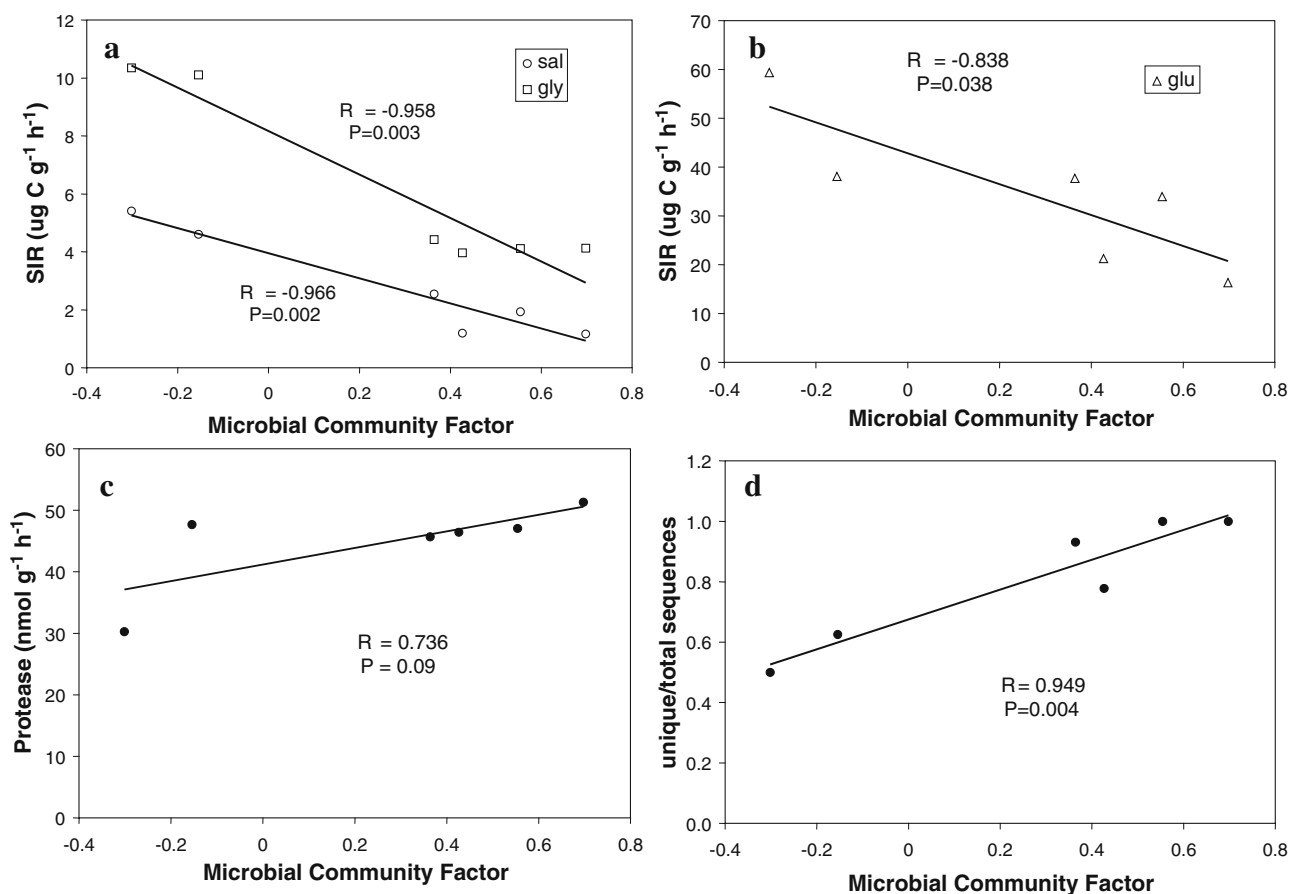 a
12
10
8
6
4
2
0
SIR (ug C g-1 h-1)
sal
gly
R = -0.958
P=0.003
R = -0.966
P=0.002
-0.4 -0.2 0 0.2 0.4 0.6 0.8
Microbial Community Factor
b
70
60
50
40
30
20
10
0
SIR (ug C g-1 h-1)
R = -0.838
P=0.038
glu
-0.4 -0.2 0 0.2 0.4 0.6 0.8
Microbial Community Factor
c
60
50
40
30
20
10
0
Protease (nmol g-1 h-1)
R = 0.736
P = 0.09
-0.4 -0.2 0 0.2 0.4 0.6 0.8
Microbial Community Factor
d
1.2
1.0
0.8
0.6
0.4
0.2
0.0
unique/total sequences
R= 0.949
P=0.004
-0.4 -0.2 0 0.2 0.4 0.6 0.8
Microbial Community Factor